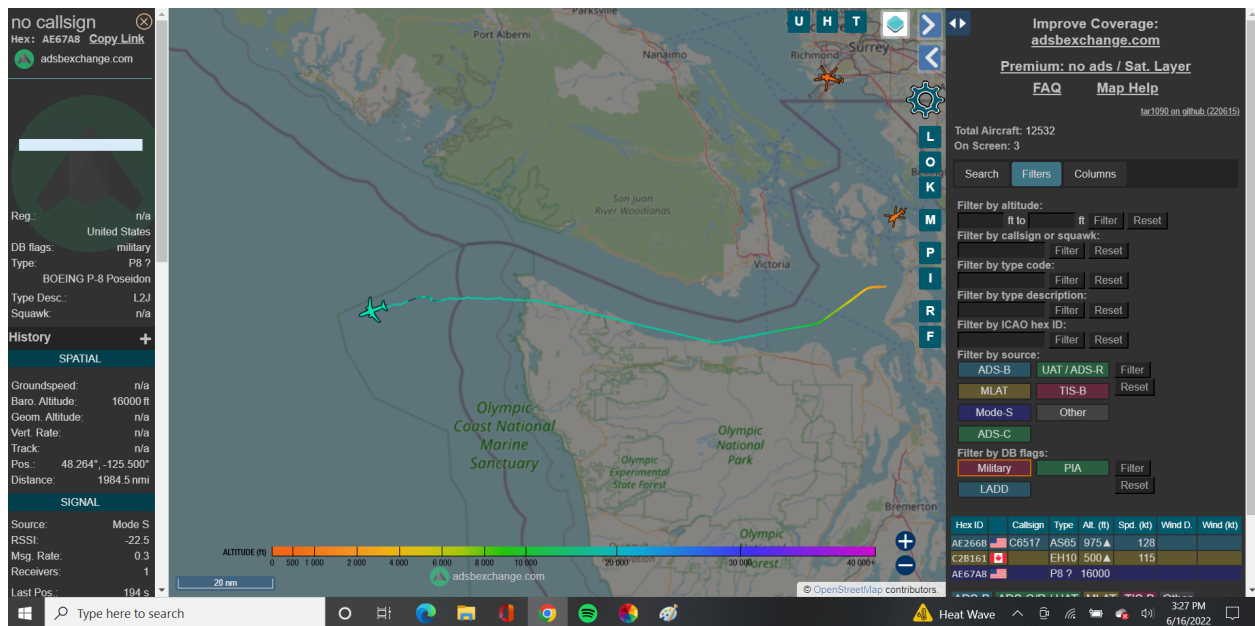 no callsign
Hex: AE67A8 Copy Link
adsbexchange.com
Reg.: n/a
United States
DB flags: military
Type: P8 ?
BOEING P-8 Poseidon
Type Desc.: L2J
Squawk: n/a
History +
SPATIAL
Groundspeed: n/a
Baro. Altitude: 16000 ft
Geom. Altitude: n/a
Vert. Rate: n/a
Track: n/a
Pos.: 48.264°, -125.500°
Distance: 1984.5 nmi
SIGNAL
Source: Mode S
RSSI: -22.5
Msg. Rate: 0.3
Receivers: 1
Last Pos.: 194 s
Parksville
Port Alberni
Nanaimo
Richmond
Surrey
San Juan
River Woodlands
Victoria
Olympic
Coast National
Marine
Sanctuary
Olympic
National
Park
Olympic
Experimental
State Forest
Bremerton
Olympic
U H T
L
O
K
M
P
I
R
F
ALTITUDE (ft)
0 500 1 000 2 000 4 000 6 000 8 000 10 000 20 000 30 000 40 000+
adsbexchange.com
20 nm
© OpenStreetMap contributors.
Improve Coverage:
adsbexchange.com
Premium: no ads / Sat. Layer
FAQ Map Help
tar1090 on github (220615)
Total Aircraft: 12532
On Screen: 3
Search Filters Columns
Filter by altitude:
ft to ft Filter Reset
Filter by callsign or squawk:
Filter Reset
Filter by type code:
Filter Reset
Filter by type description:
Filter Reset
Filter by ICAO hex ID:
Filter Reset
Filter by source:
ADS-B UAT / ADS-R Filter
MLAT TIS-B Reset
Mode-S Other
ADS-C
Filter by DB flags:
Military PIA Filter
LADD Reset
Hex ID Callsign Type Alt. (ft) Spd. (kt) Wind D. Wind (kt)
AE266B C6517 AS65 975▲ 128
C2B161 EH10 500▲ 115
AE67A8 P8 ? 16000
ADS-B ADS-C/R / UAT MLAT TIS-B Other
Type here to search
Heat Wave
3:27 PM
6/16/2022